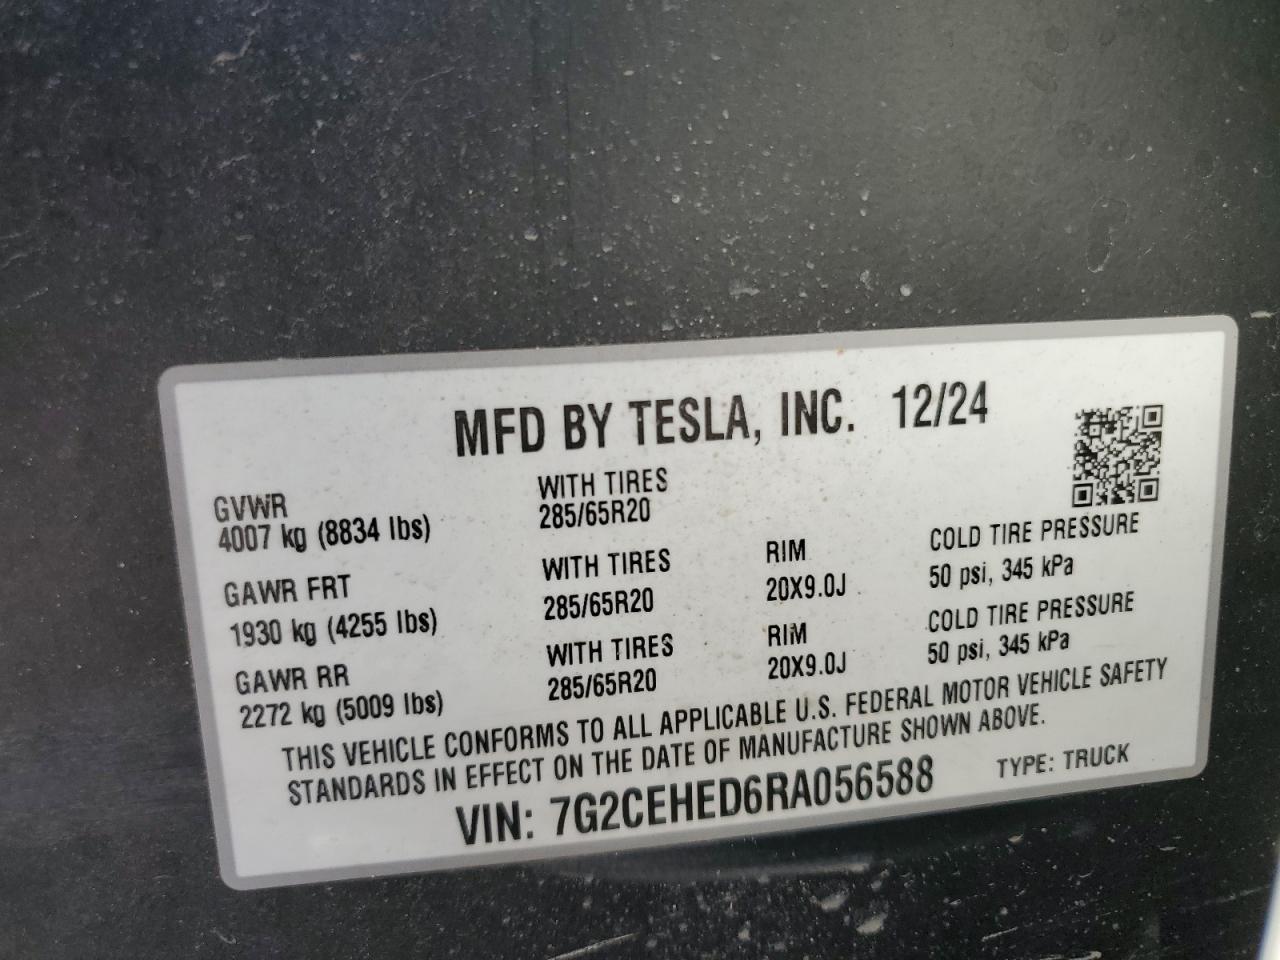 MFD BY TESLA, INC. 12/24
GVWR WITH TIRES
4007 kg (8834 lbs) 285/65R20
GAWR FRT WITH TIRES RIM COLD TIRE PRESSURE
1930 kg (4255 lbs) 285/65R20 20X9.0J 50 psi, 345 kPa
GAWR RR WITH TIRES RIM COLD TIRE PRESSURE
2272 kg (5009 lbs) 285/65R20 20X9.0J 50 psi, 345 kPa
THIS VEHICLE CONFORMS TO ALL APPLICABLE U.S. FEDERAL MOTOR VEHICLE SAFETY
STANDARDS IN EFFECT ON THE DATE OF MANUFACTURE SHOWN ABOVE.
VIN: 7G2CEHED6RA056588 TYPE: TRUCK